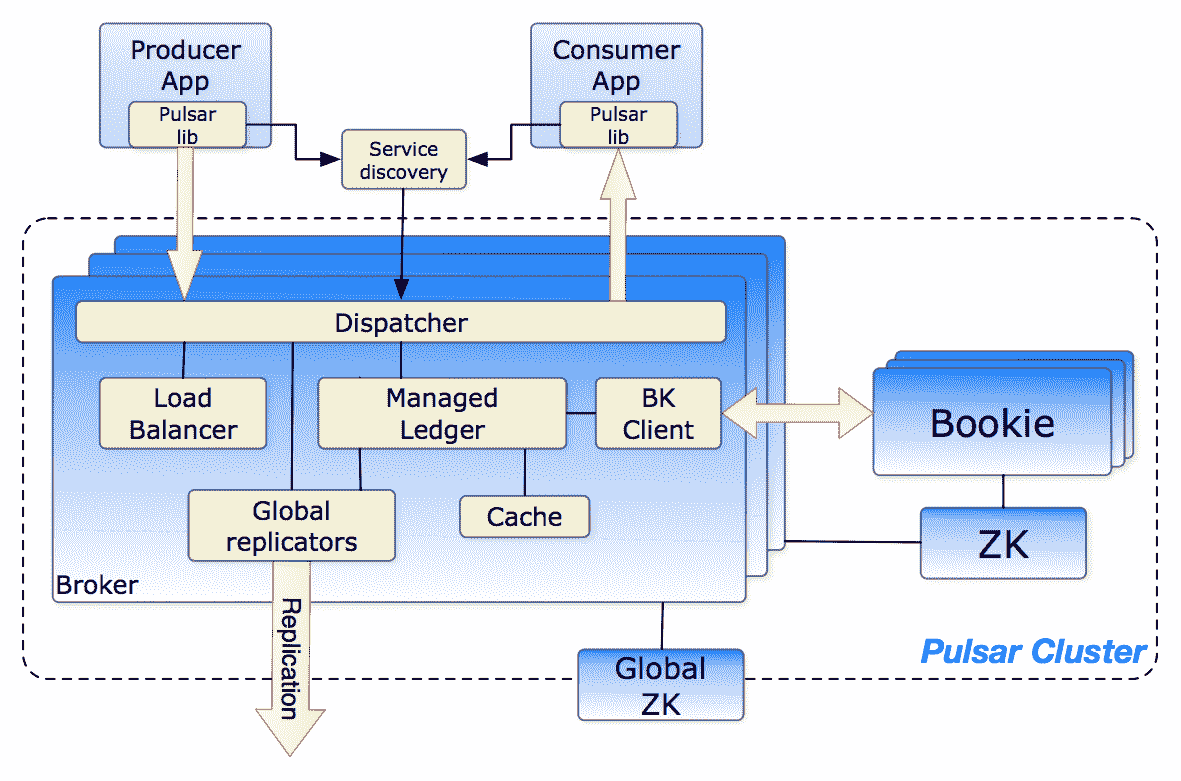 Producer
App
Pulsar
lib
Consumer
App
Pulsar
lib
Service
discovery
Dispatcher
Load
Balancer
Managed
Ledger
BK
Client
Bookie
Global
replicators
Cache
ZK
Broker
Replication
Pulsar Cluster
Global
ZK